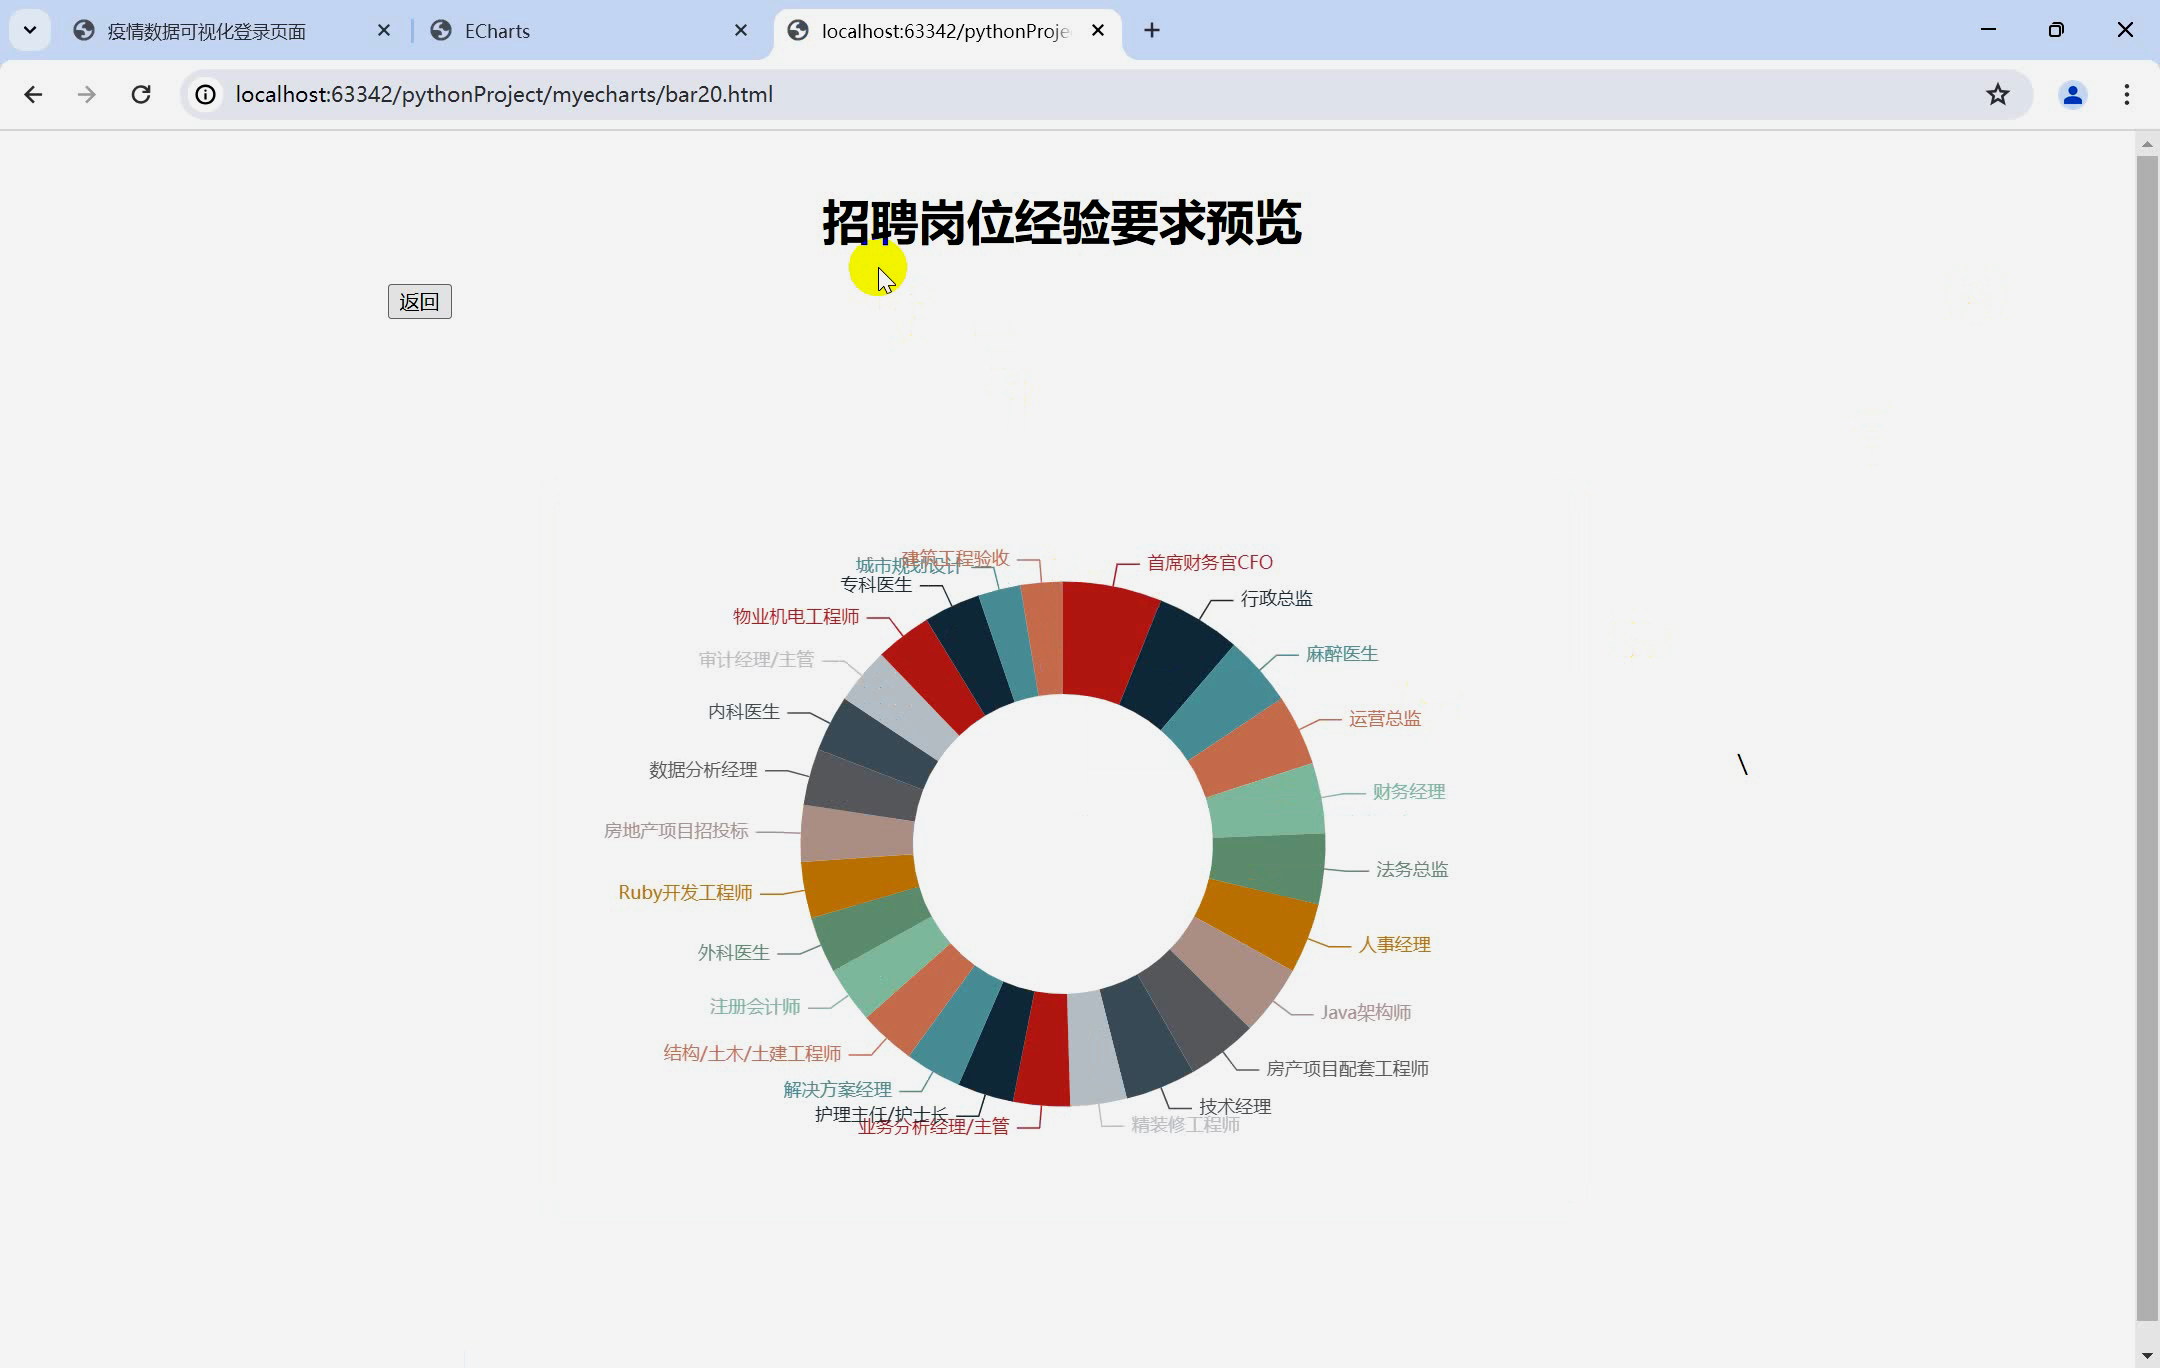 疫情数据可视化登录页面
ECharts
localhost:63342/pythonProje
localhost:63342/pythonProject/myecharts/bar20.html
招聘岗位经验要求预览
返回
建筑工程验收
城市规划设计
专科医生
物业机电工程师
审计经理/主管
内科医生
数据分析经理
房地产项目招投标
Ruby开发工程师
外科医生
注册会计师
结构/土木/土建工程师
解决方案经理
护理主任/护士长
业务分析经理/主管
首席财务官CFO
行政总监
麻醉医生
运营总监
财务经理
法务总监
人事经理
Java架构师
房产项目配套工程师
技术经理
精装修工程师
\